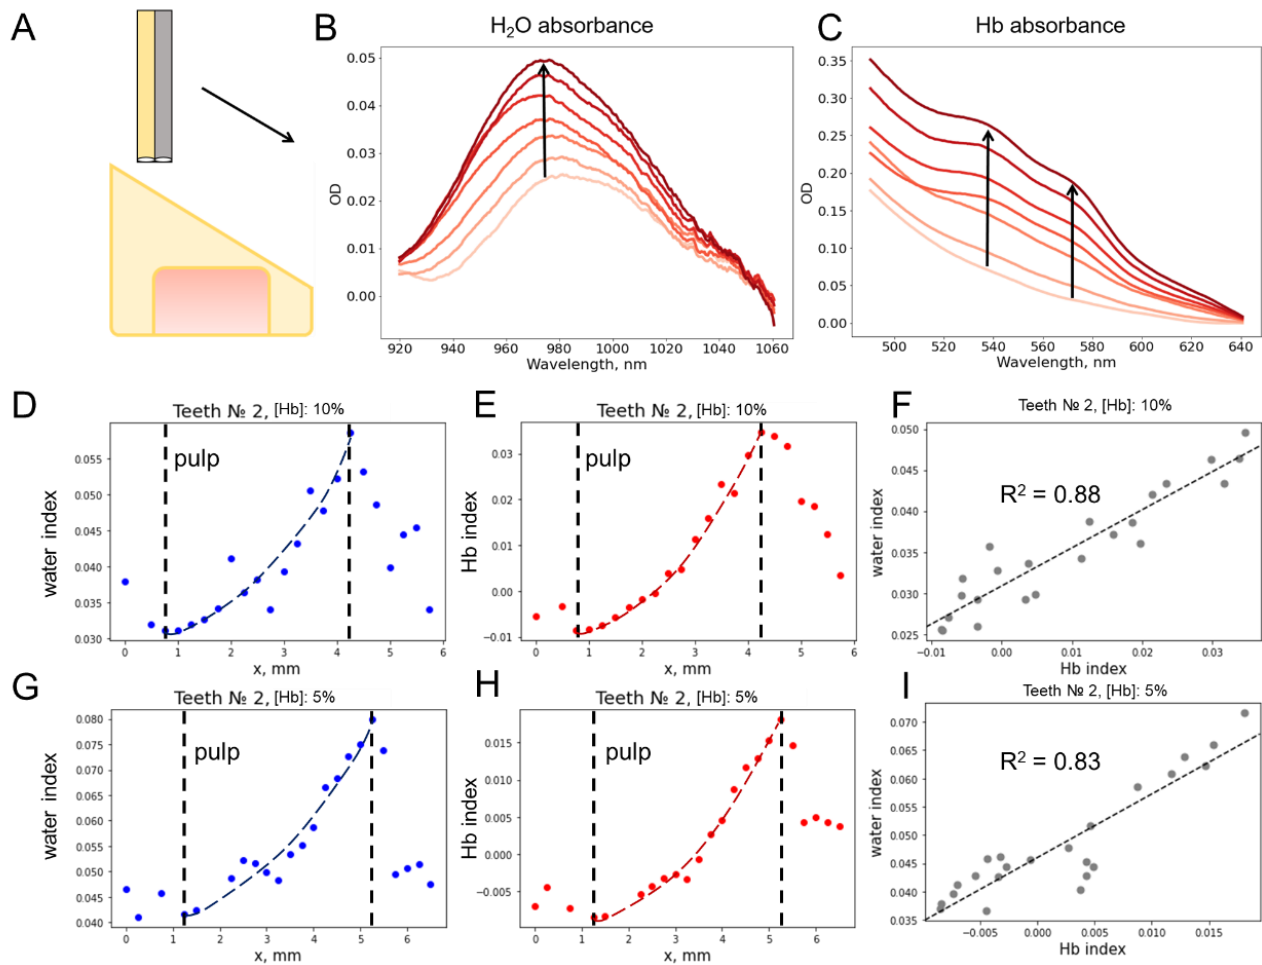 A
B
H₂O absorbance
0.05
0.04
0.03
0.02
0.01
0.00
OD
920 940 960 980 1000 1020 1040 1060
Wavelength, nm
C
Hb absorbance
0.35
0.30
0.25
0.20
0.15
0.10
0.05
0.00
OD
500 520 540 560 580 600 620 640
Wavelength, nm
D
Teeth № 2, [Hb]: 10%
pulp
water index
0.055
0.050
0.045
0.040
0.035
0.030
0 1 2 3 4 5 6
x, mm
E
Teeth № 2, [Hb]: 10%
pulp
Hb index
0.03
0.02
0.01
0.00
−0.01
0 1 2 3 4 5 6
x, mm
F
Teeth № 2, [Hb]: 10%
R² = 0.88
water index
0.050
0.045
0.040
0.035
0.030
0.025
−0.01 0.00 0.01 0.02 0.03
Hb index
G
Teeth № 2, [Hb]: 5%
pulp
water index
0.080
0.075
0.070
0.065
0.060
0.055
0.050
0.045
0.040
0 1 2 3 4 5 6
x, mm
H
Teeth № 2, [Hb]: 5%
pulp
Hb index
0.015
0.010
0.005
0.000
−0.005
0 1 2 3 4 5 6
x, mm
I
Teeth № 2, [Hb]: 5%
R² = 0.83
water index
0.070
0.065
0.060
0.055
0.050
0.045
0.040
0.035
−0.005 0.000 0.005 0.010 0.015
Hb index